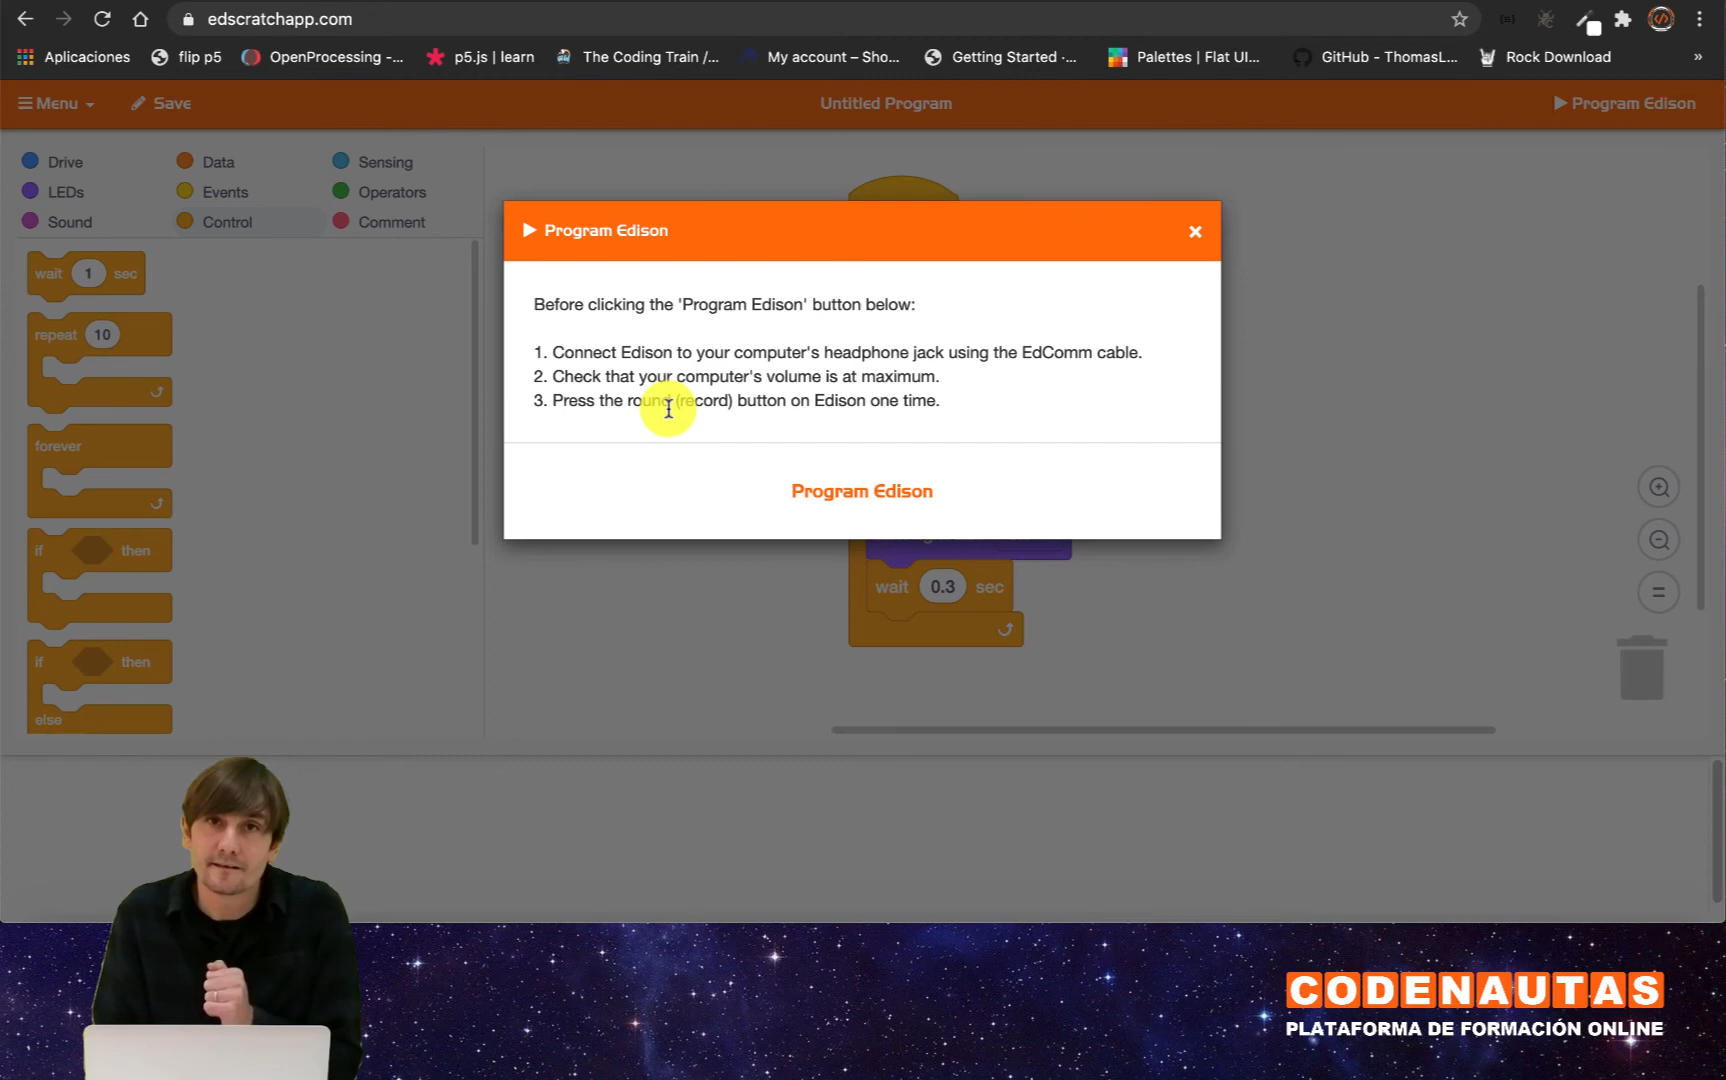 edscratchapp.com
Aplicaciones
flip p5
OpenProcessing -...
p5.js | learn
The Coding Train /...
My account – Sho...
Getting Started ·...
Palettes | Flat UI...
GitHub - ThomasL...
Rock Download
»
Menu
Save
Untitled Program
Program Edison
Drive
Data
Sensing
LEDs
Events
Operators
Sound
Control
Comment
wait 1 sec
repeat 10
forever
if then
if then
else
Program Edison
×
Before clicking the 'Program Edison' button below:
1. Connect Edison to your computer's headphone jack using the EdComm cable.
2. Check that your computer's volume is at maximum.
3. Press the round (record) button on Edison one time.
Program Edison
wait 0.3 sec
CODENAUTAS
PLATAFORMA DE FORMACIÓN ONLINE